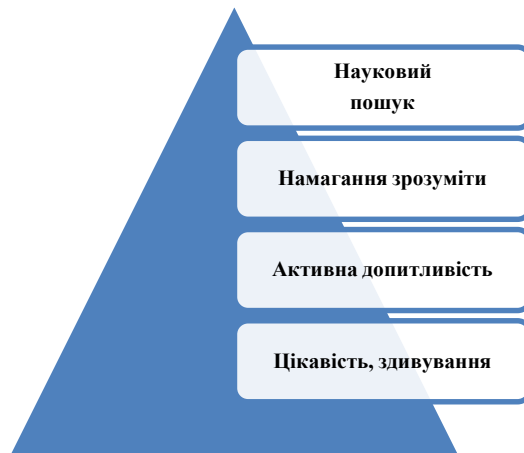 Науковий
пошук
Намагання зрозуміти
Активна допитливість
Цікавість, здивування